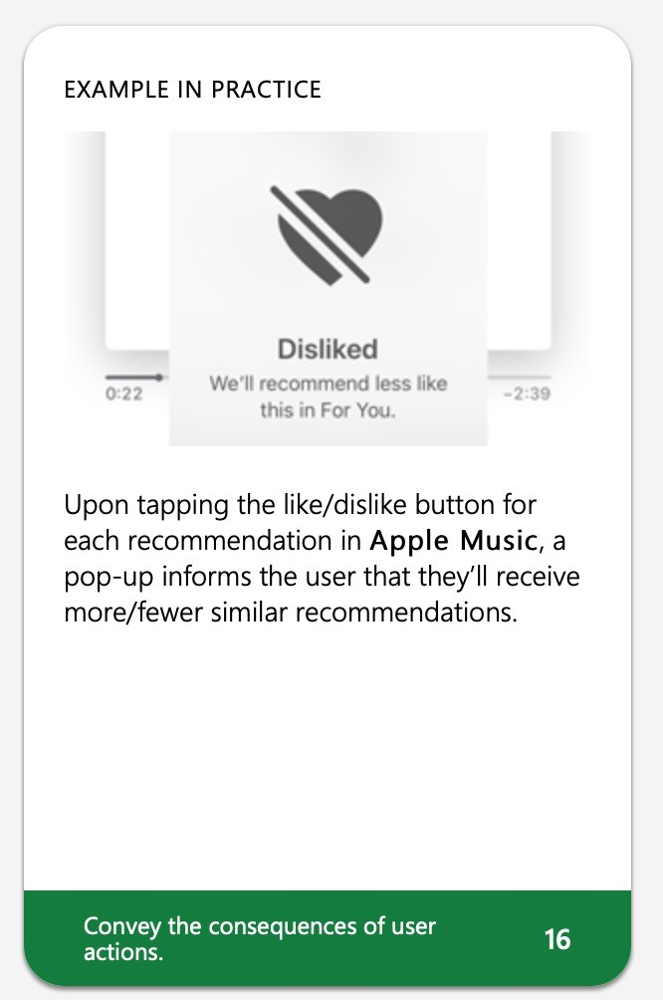 EXAMPLE IN PRACTICE
Disliked
We'll recommend less like
this in For You.
0:22
-2:39
Upon tapping the like/dislike button for
each recommendation in Apple Music, a
pop-up informs the user that they'll receive
more/fewer similar recommendations.
Convey the consequences of user
actions.
16